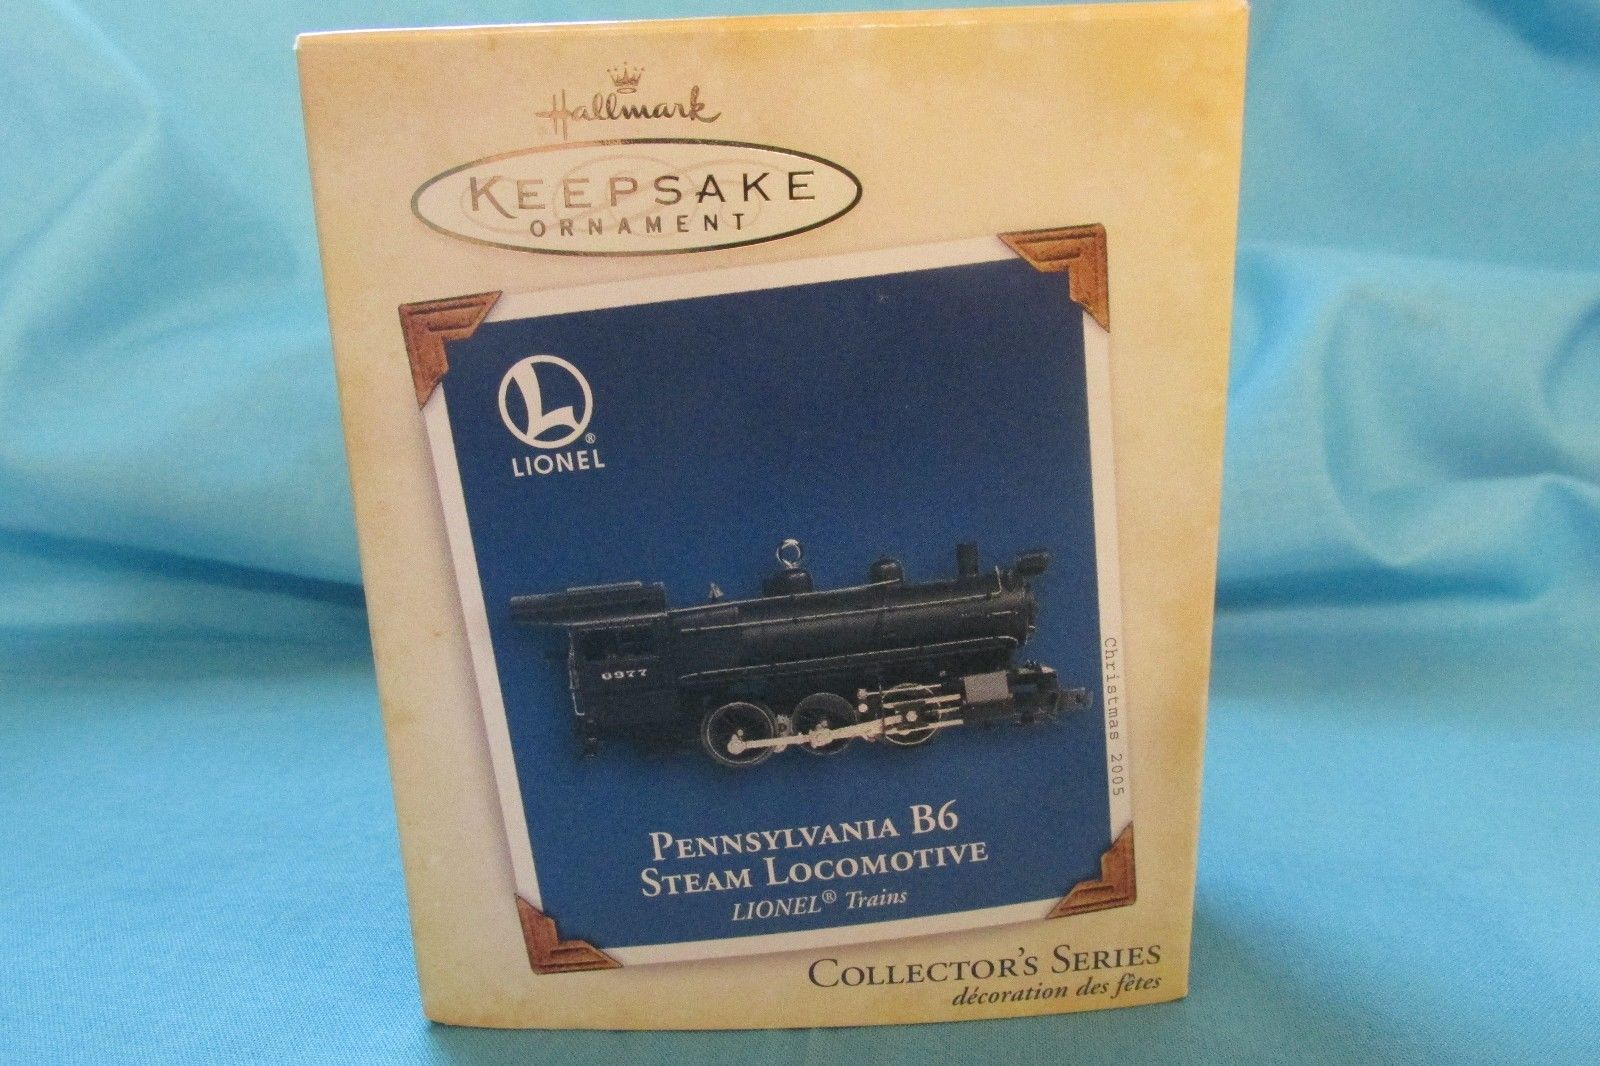 Hallmark
KEEPSAKE
ORNAMENT
L
®
LIONEL
6977
Christmas 2005
PENNSYLVANIA B6
STEAM LOCOMOTIVE
LIONEL® Trains
COLLECTOR'S SERIES
décoration des fêtes